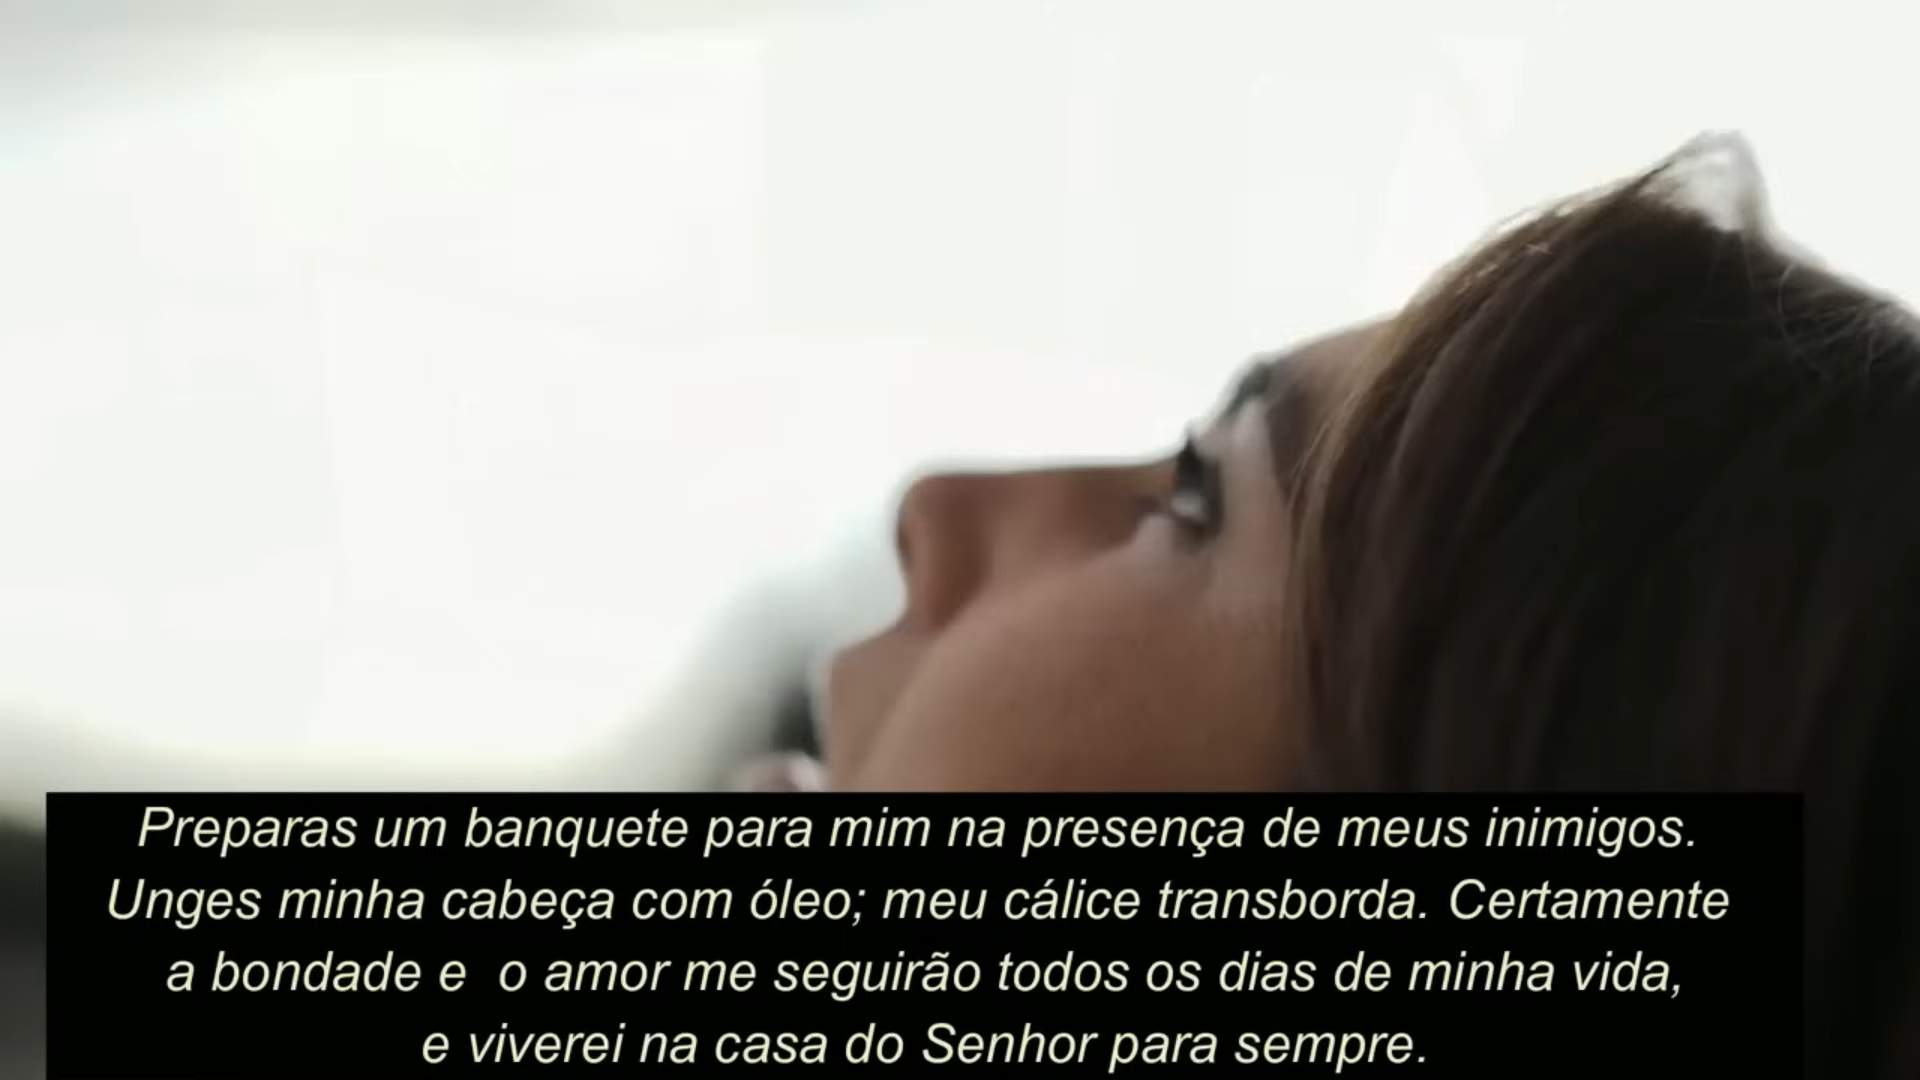 Preparas um banquete para mim na presença de meus inimigos.
Unges minha cabeça com óleo; meu cálice transborda. Certamente
a bondade e  o amor me seguirão todos os dias de minha vida,
e viverei na casa do Senhor para sempre.